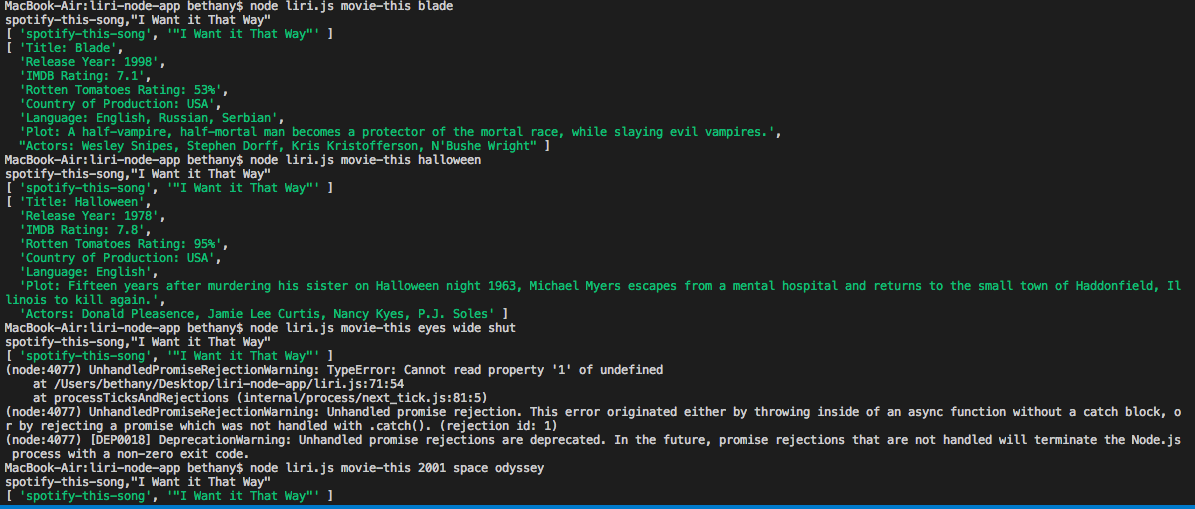 MacBook-Air:liri-node-app bethany$ node liri.js movie-this blade
spotify-this-song,"I Want it That Way"
[ 'spotify-this-song', '"I Want it That Way"' ]
[ 'Title: Blade',
  'Release Year: 1998',
  'IMDB Rating: 7.1',
  'Rotten Tomatoes Rating: 53%',
  'Country of Production: USA',
  'Language: English, Russian, Serbian',
  'Plot: A half-vampire, half-mortal man becomes a protector of the mortal race, while slaying evil vampires.',
  "Actors: Wesley Snipes, Stephen Dorff, Kris Kristofferson, N'Bushe Wright" ]
MacBook-Air:liri-node-app bethany$ node liri.js movie-this halloween
spotify-this-song,"I Want it That Way"
[ 'spotify-this-song', '"I Want it That Way"' ]
[ 'Title: Halloween',
  'Release Year: 1978',
  'IMDB Rating: 7.8',
  'Rotten Tomatoes Rating: 95%',
  'Country of Production: USA',
  'Language: English',
  'Plot: Fifteen years after murdering his sister on Halloween night 1963, Michael Myers escapes from a mental hospital and returns to the small town of Haddonfield, Il
linois to kill again.',
  'Actors: Donald Pleasence, Jamie Lee Curtis, Nancy Kyes, P.J. Soles' ]
MacBook-Air:liri-node-app bethany$ node liri.js movie-this eyes wide shut
spotify-this-song,"I Want it That Way"
[ 'spotify-this-song', '"I Want it That Way"' ]
(node:4077) UnhandledPromiseRejectionWarning: TypeError: Cannot read property '1' of undefined
    at /Users/bethany/Desktop/liri-node-app/liri.js:71:54
    at processTicksAndRejections (internal/process/next_tick.js:81:5)
(node:4077) UnhandledPromiseRejectionWarning: Unhandled promise rejection. This error originated either by throwing inside of an async function without a catch block, o
r by rejecting a promise which was not handled with .catch(). (rejection id: 1)
(node:4077) [DEP0018] DeprecationWarning: Unhandled promise rejections are deprecated. In the future, promise rejections that are not handled will terminate the Node.js
 process with a non-zero exit code.
MacBook-Air:liri-node-app bethany$ node liri.js movie-this 2001 space odyssey
spotify-this-song,"I Want it That Way"
[ 'spotify-this-song', '"I Want it That Way"' ]